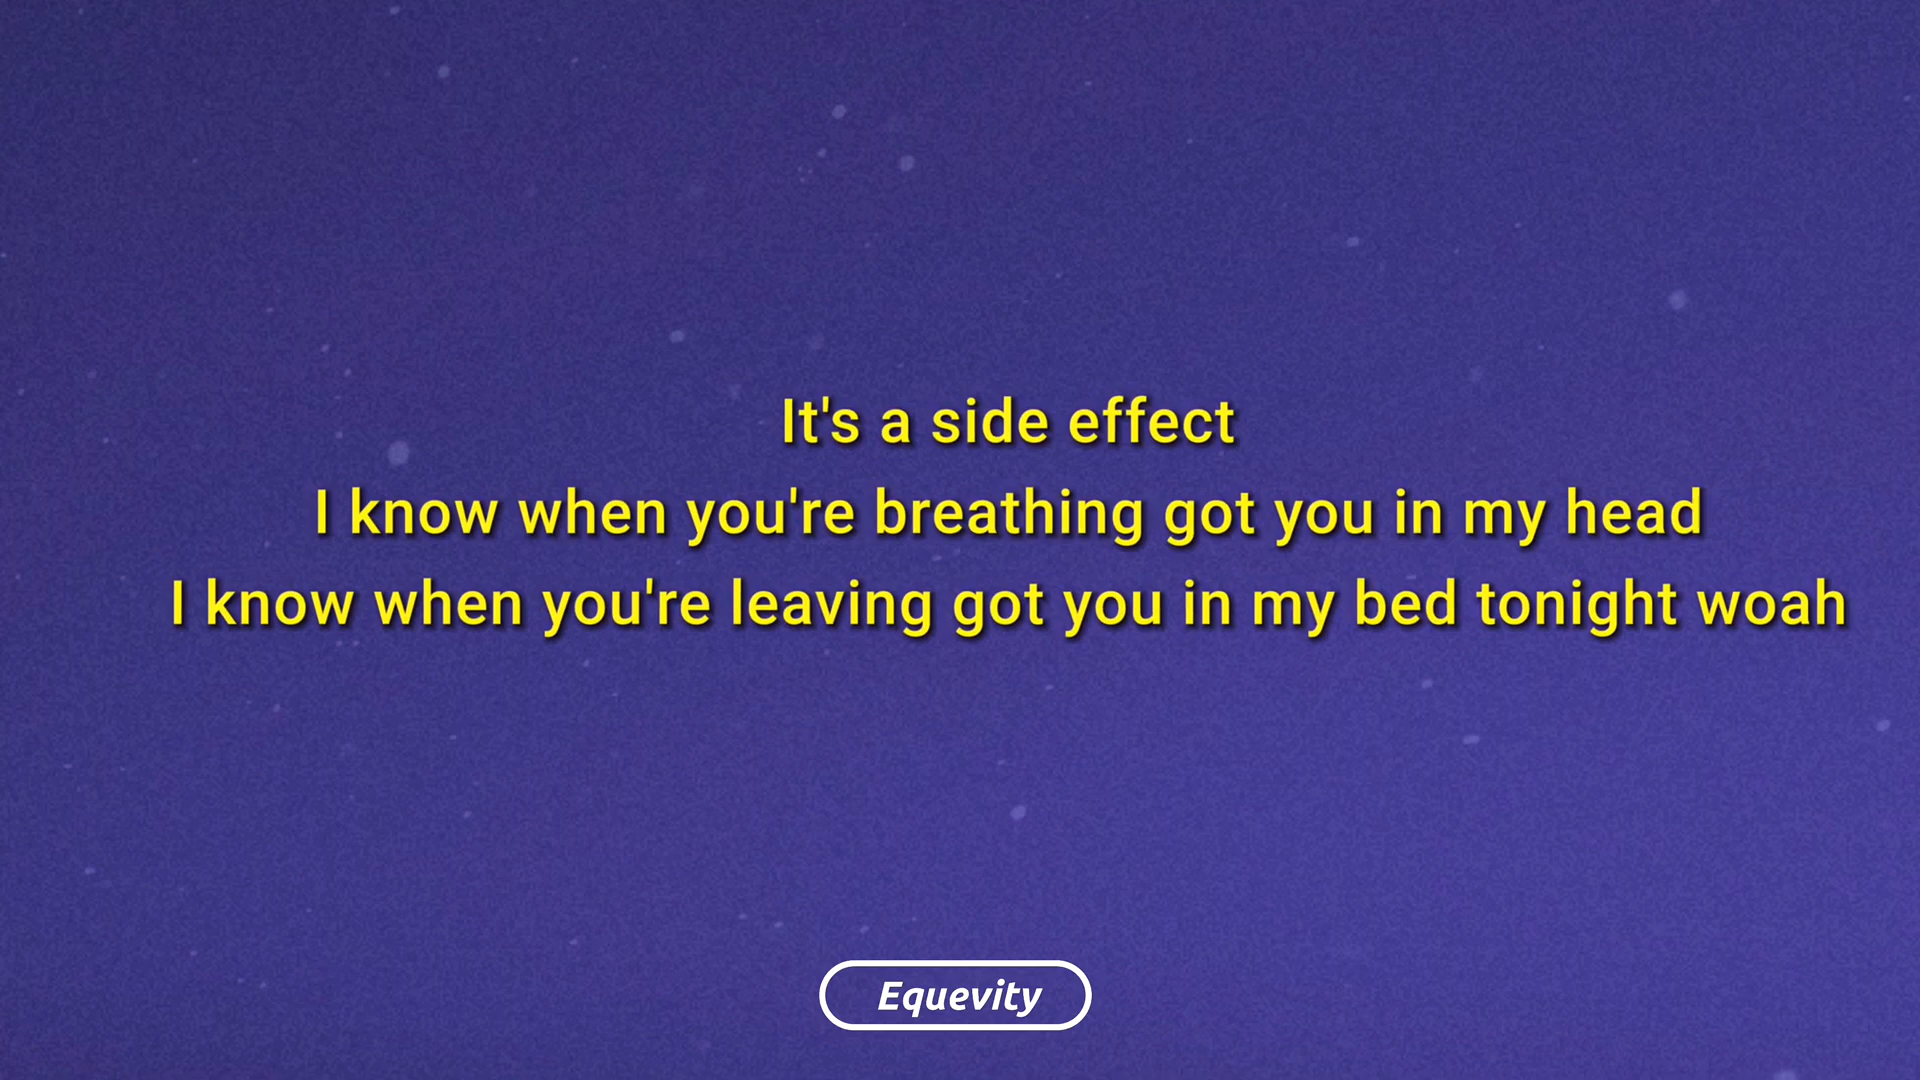 It's a side effect
I know when you're breathing got you in my head
I know when you're leaving got you in my bed tonight woah
Equevity